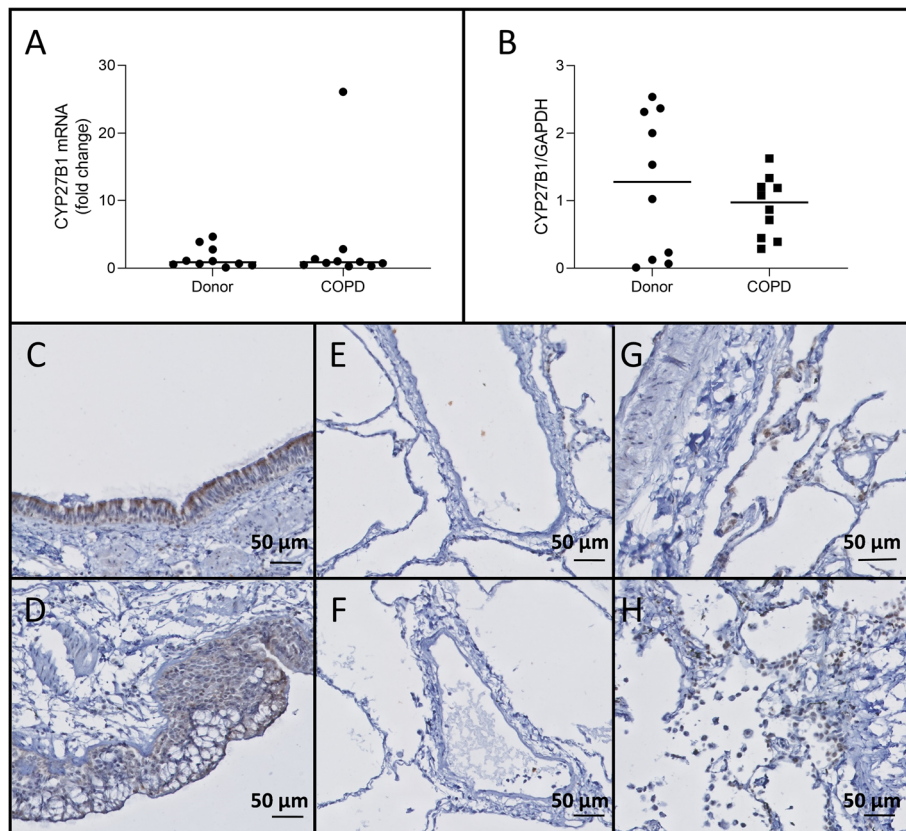 A
CYP27B1 mRNA
(fold change)
30
20
10
0
Donor
COPD
B
CYP27B1/GAPDH
3
2
1
0
Donor
COPD
C
50 µm
E
50 µm
G
50 µm
D
50 µm
F
50 µm
H
50 µm